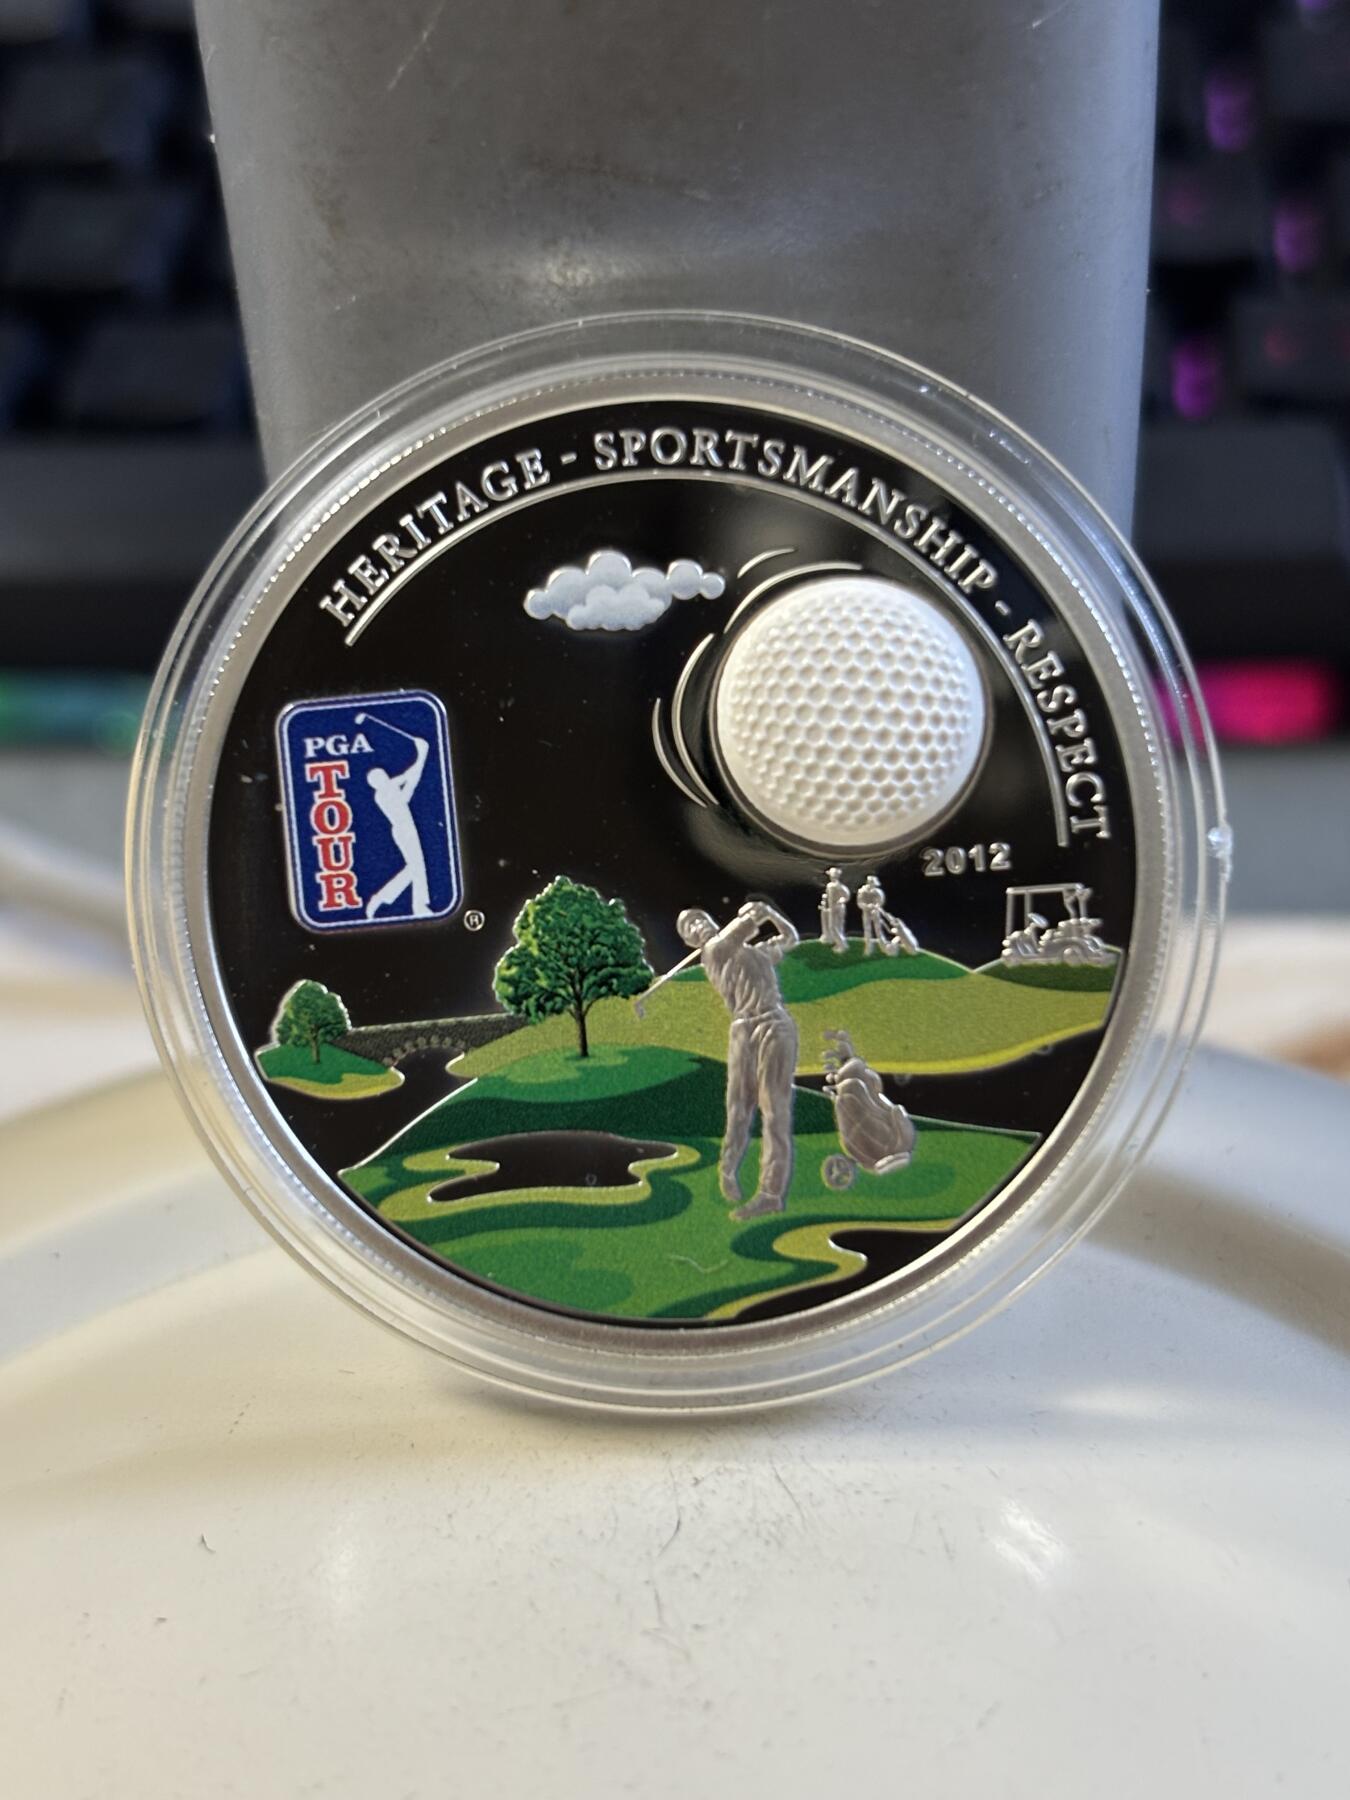 HERITAGE - SPORTSMANSHIP - RESPECT
PGA
TOUR
®
2012